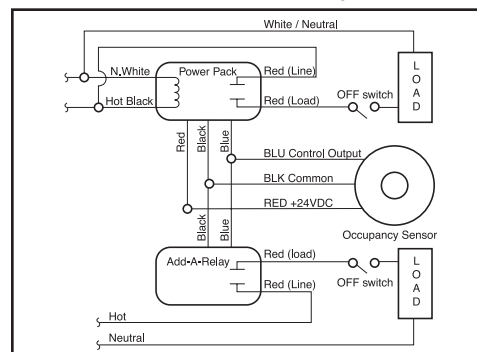 White / Neutral
N.White
Power Pack
Red (Line)
L
O
A
D
OFF switch
Hot Black
Red (Load)
Red
Black
Blue
BLU Control Output
BLK Common
RED +24VDC
Occupancy Sensor
Black
Blue
Add-A-Relay
Red (load)
L
O
A
D
OFF switch
Red (Line)
Hot
Neutral